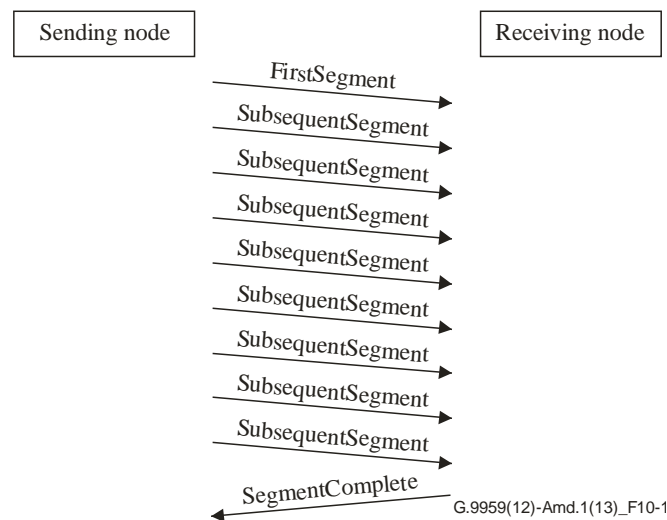 Sending node
Receiving node
FirstSegment
SubsequentSegment
SubsequentSegment
SubsequentSegment
SubsequentSegment
SubsequentSegment
SubsequentSegment
SubsequentSegment
SubsequentSegment
SegmentComplete
G.9959(12)-Amd.1(13)_F10-1